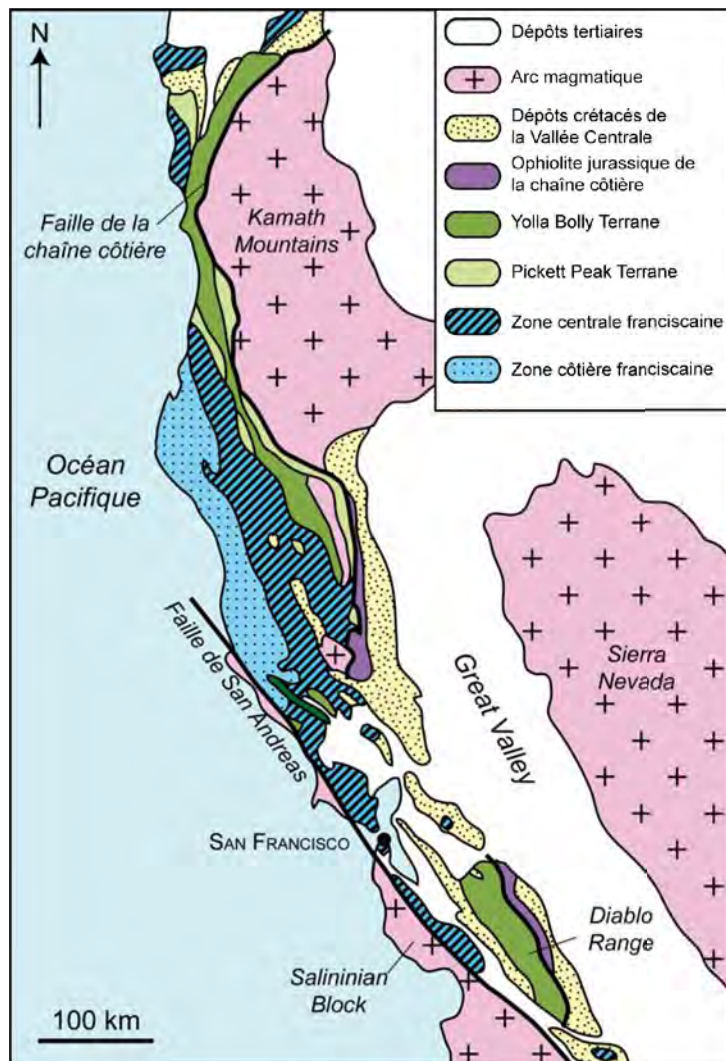 N
Dépôts tertiaires
Arc magmatique
Dépôts crétacés de
la Vallée Centrale
Ophiolite jurassique de
la chaîne côtière
Yolla Bolly Terrane
Pickett Peak Terrane
Zone centrale franciscaine
Zone côtière franciscaine
Faille de la
chaîne côtière
Kamath
Mountains
Océan
Pacifique
Faille de San Andreas
Sierra
Nevada
Great Valley
SAN FRANCISCO
Diablo
Range
Salininian
Block
100 km